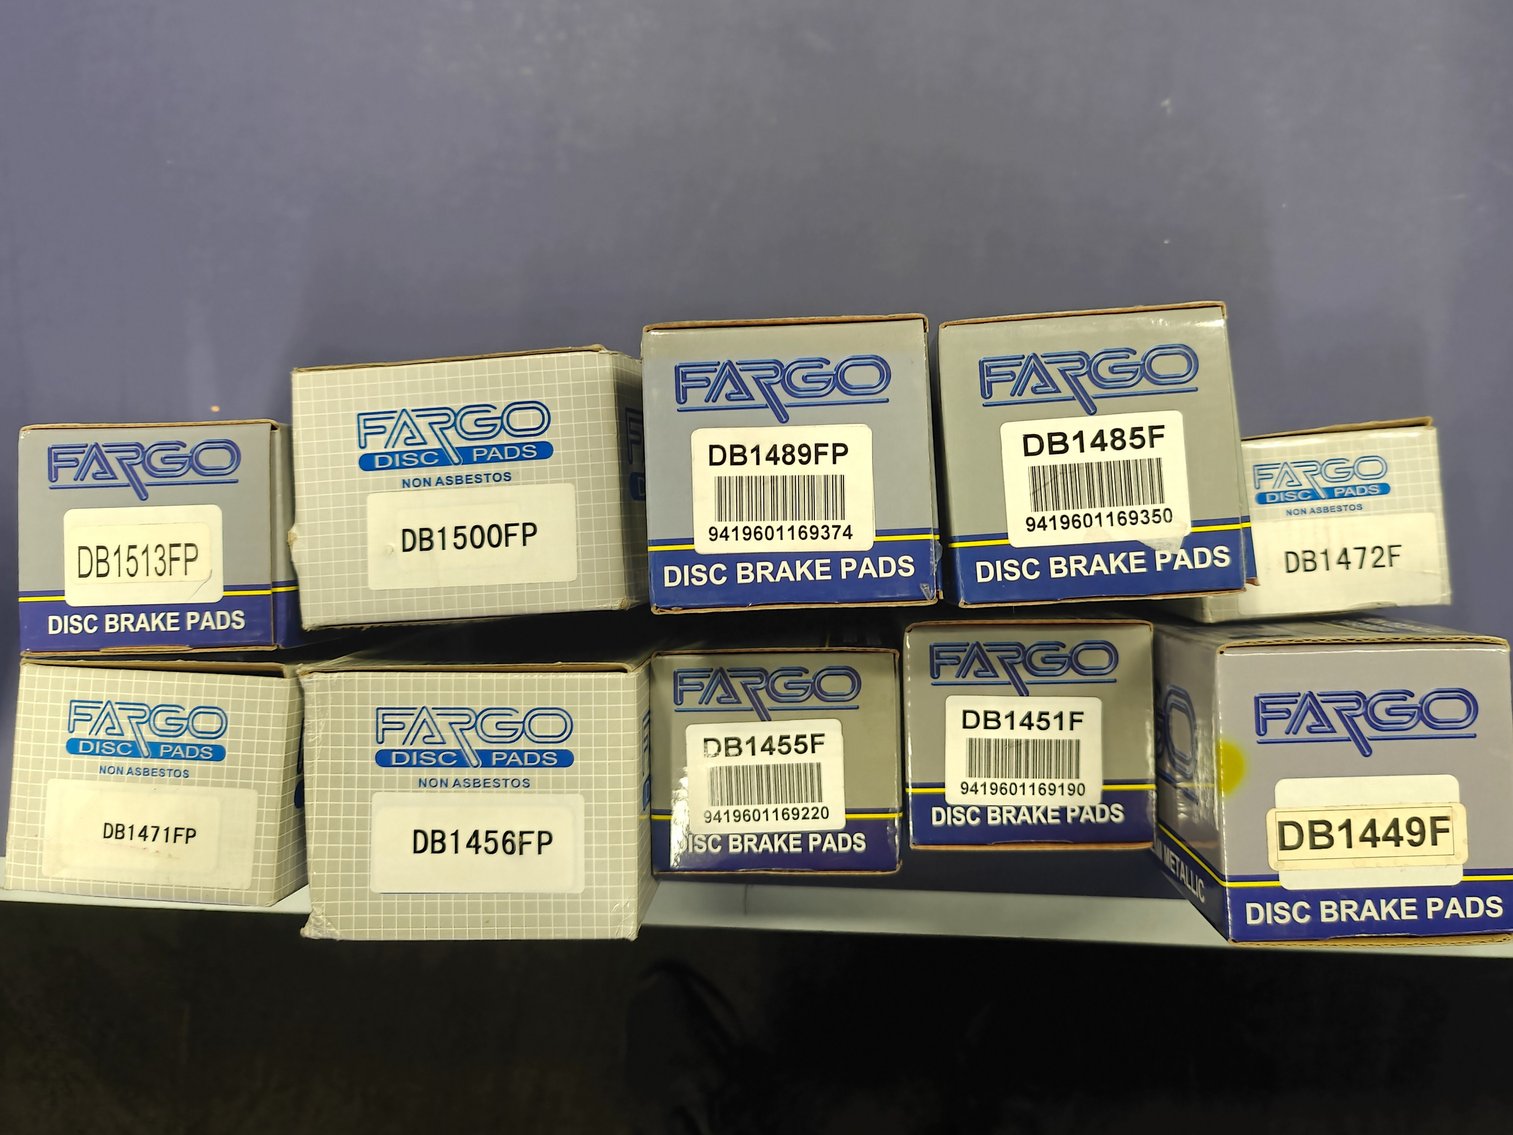 FARGO
DB1513FP
DISC BRAKE PADS
FARGO
DISC PADS
NON ASBESTOS
DB1500FP
FARGO
DB1489FP
9419601169374
DISC BRAKE PADS
FARGO
DB1485F
9419601169350
DISC BRAKE PADS
FARGO
DISC PADS
NON ASBESTOS
DB1472F
FARGO
DISC PADS
NON ASBESTOS
DB1471FP
FARGO
DISC PADS
NON ASBESTOS
DB1456FP
FARGO
DB1455F
9419601169220
DISC BRAKE PADS
FARGO
DB1451F
9419601169190
DISC BRAKE PADS
METALLIC
FARGO
DB1449F
DISC BRAKE PADS